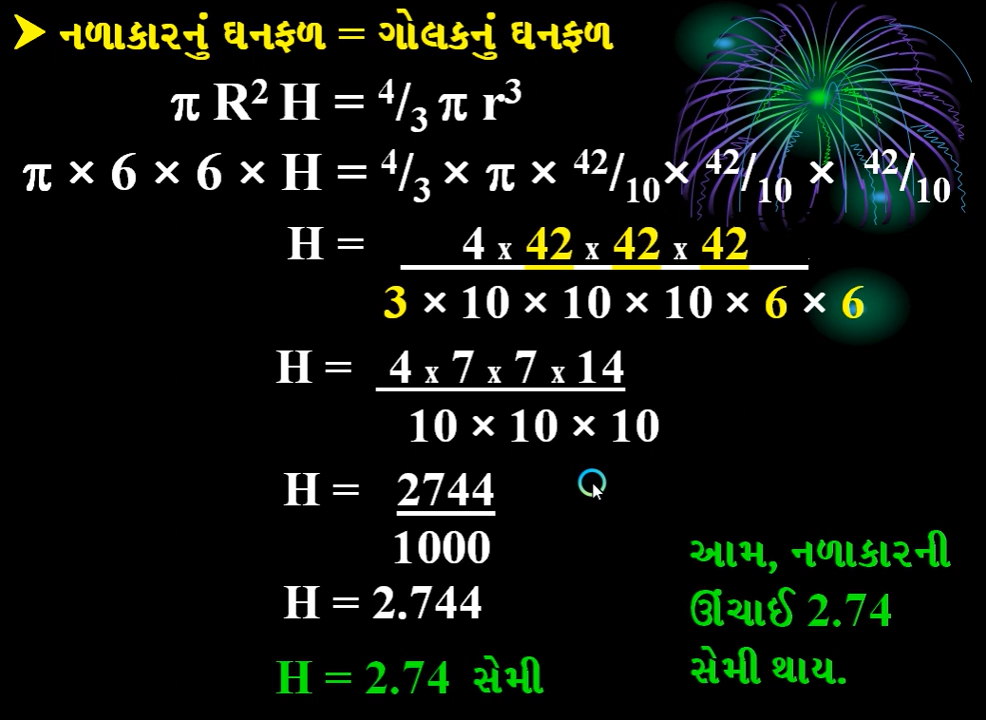 ➤ નળાકારનું ઘનફળ = ગોલકનું ઘનફળ
π R² H = ⁴/₃ π r³
π × 6 × 6 × H = ⁴/₃ × π × ⁴²/₁₀ × ⁴²/₁₀ × ⁴²/₁₀
H = 4 x 42 x 42 x 42
3 × 10 × 10 × 10 × 6 × 6
H = 4 x 7 x 7 x 14
10 × 10 × 10
H = 2744
1000
H = 2.744
H = 2.74 સેમી
આમ, નળાકારની
ઊંચાઈ 2.74
સેમી થાય.